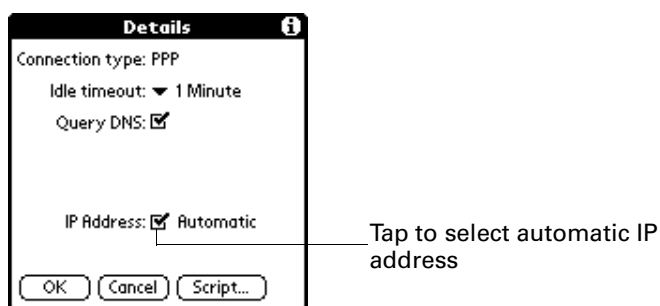 Details
Connection type: PPP
Idle timeout: 1 Minute
Query DNS:
IP Address: Automatic
Tap to select automatic IP
address
OK Cancel Script...